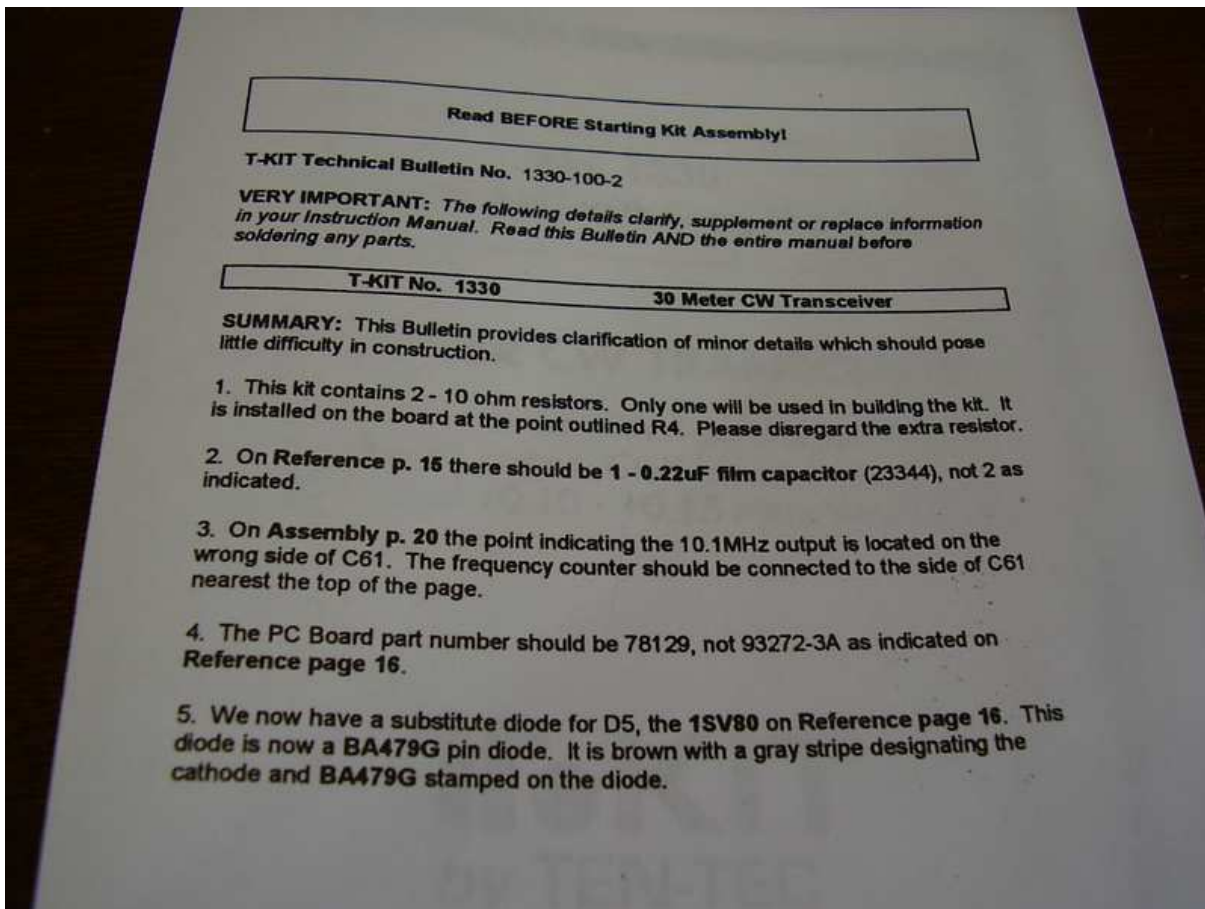 Read BEFORE Starting Kit Assembly!
T-KIT Technical Bulletin No. 1330-100-2
VERY IMPORTANT: The following details clarify, supplement or replace information
in your Instruction Manual. Read this Bulletin AND the entire manual before
soldering any parts.
T-KIT No. 1330 30 Meter CW Transceiver
SUMMARY: This Bulletin provides clarification of minor details which should pose
little difficulty in construction.
1. This kit contains 2 - 10 ohm resistors. Only one will be used in building the kit. It
is installed on the board at the point outlined R4. Please disregard the extra resistor.
2. On Reference p. 15 there should be 1 - 0.22uF film capacitor (23344), not 2 as
indicated.
3. On Assembly p. 20 the point indicating the 10.1MHz output is located on the
wrong side of C61. The frequency counter should be connected to the side of C61
nearest the top of the page.
4. The PC Board part number should be 78129, not 93272-3A as indicated on
Reference page 16.
5. We now have a substitute diode for D5, the 1SV80 on Reference page 16. This
diode is now a BA479G pin diode. It is brown with a gray stripe designating the
cathode and BA479G stamped on the diode.
by TEN-TEC